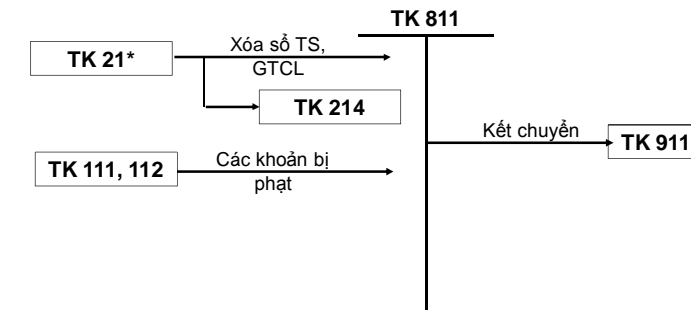 TK 811
TK 21*
Xóa sổ TS,
GTCL
TK 214
Kết chuyển
TK 911
TK 111, 112
Các khoản bị
phạt